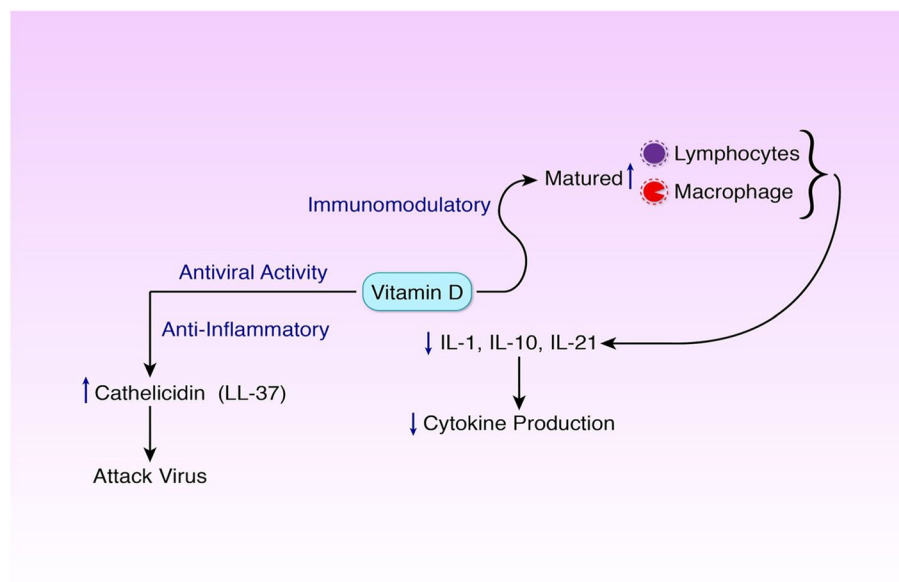 Lymphocytes
Matured
Macrophage
Immunomodulatory
Antiviral Activity
Vitamin D
Anti-Inflammatory
↓ IL-1, IL-10, IL-21
↑ Cathelicidin (LL-37)
↓ Cytokine Production
Attack Virus